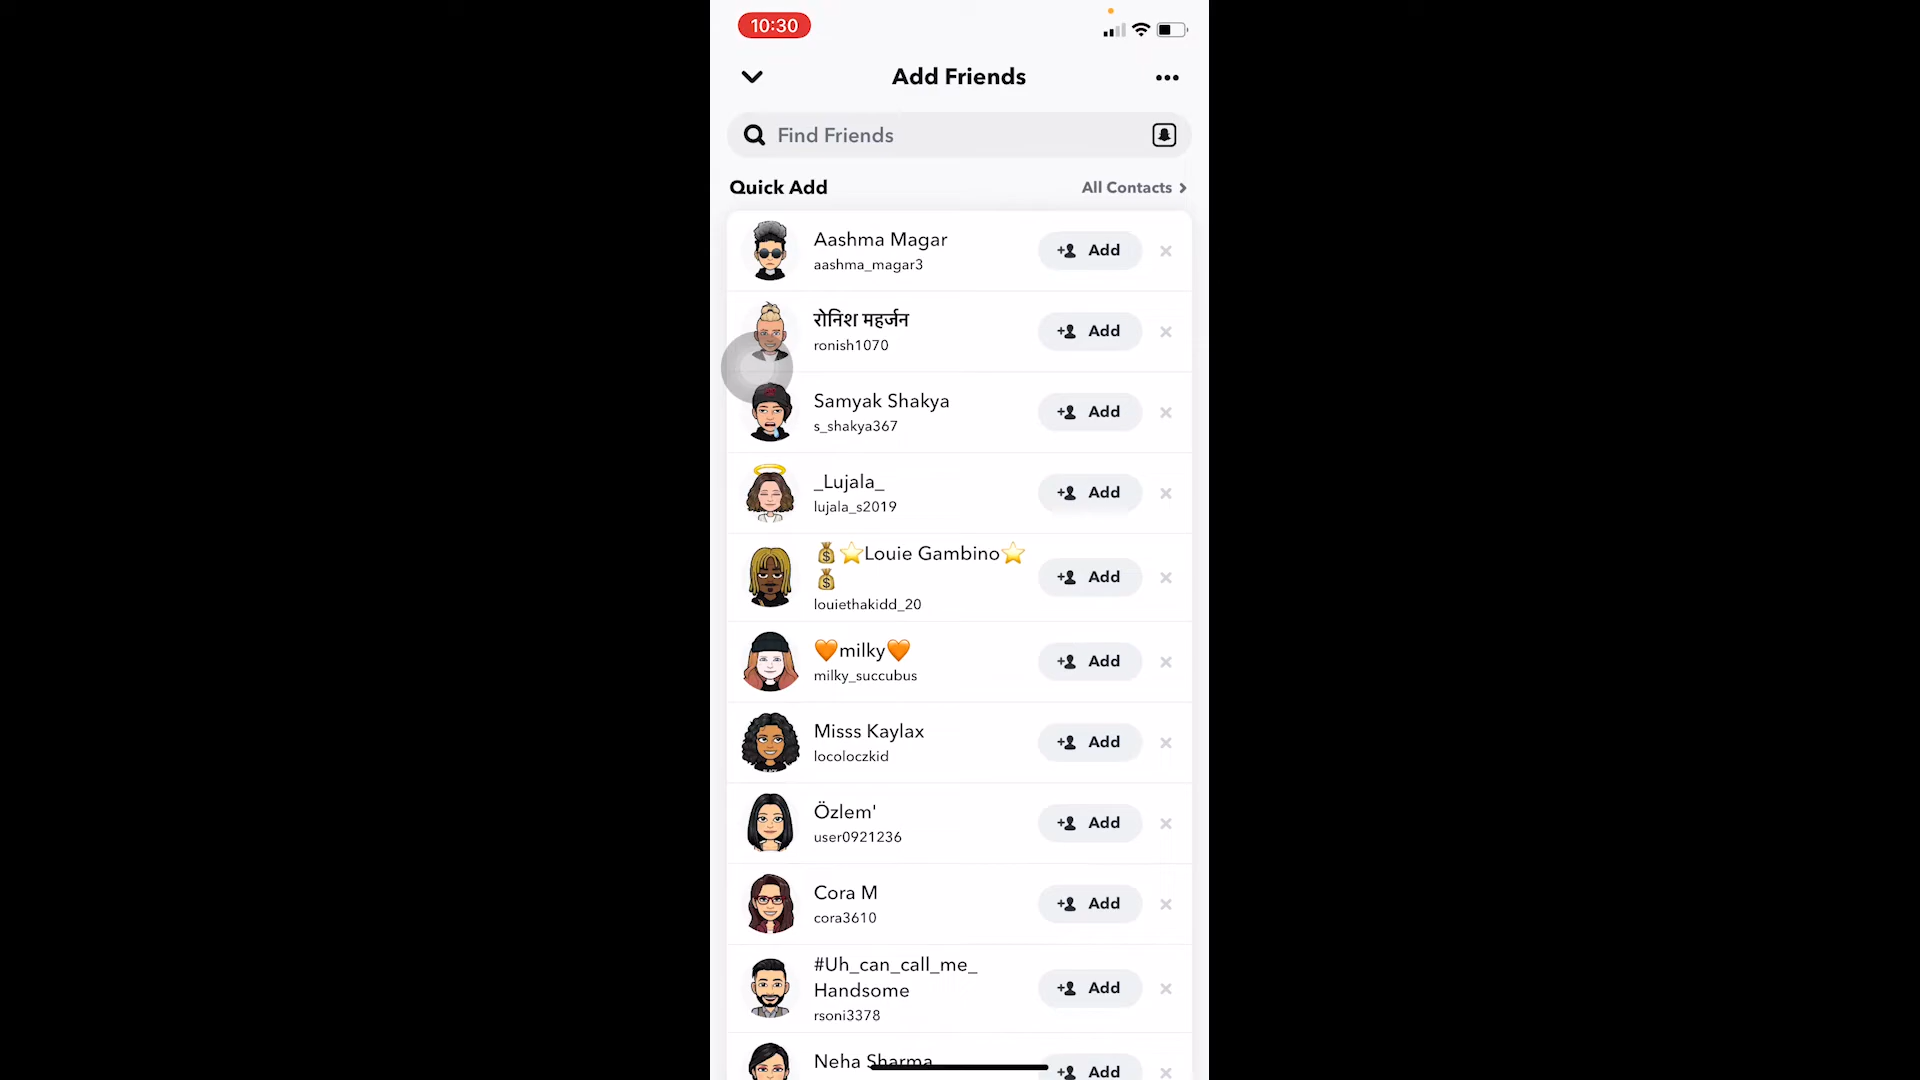 10:30
Add Friends
Find Friends
Quick Add
All Contacts
Aashma Magar
aashma_magar3
Add
रोनिश महर्जन
ronish1070
Add
Samyak Shakya
s_shakya367
Add
_Lujala_
lujala_s2019
Add
💰⭐Louie Gambino⭐
💰
louiethakidd_20
Add
🧡milky🧡
milky_succubus
Add
Misss Kaylax
locoloczkid
Add
Özlem'
user0921236
Add
Cora M
cora3610
Add
#Uh_can_call_me_
Handsome
rsoni3378
Add
Neha Sharma
Add